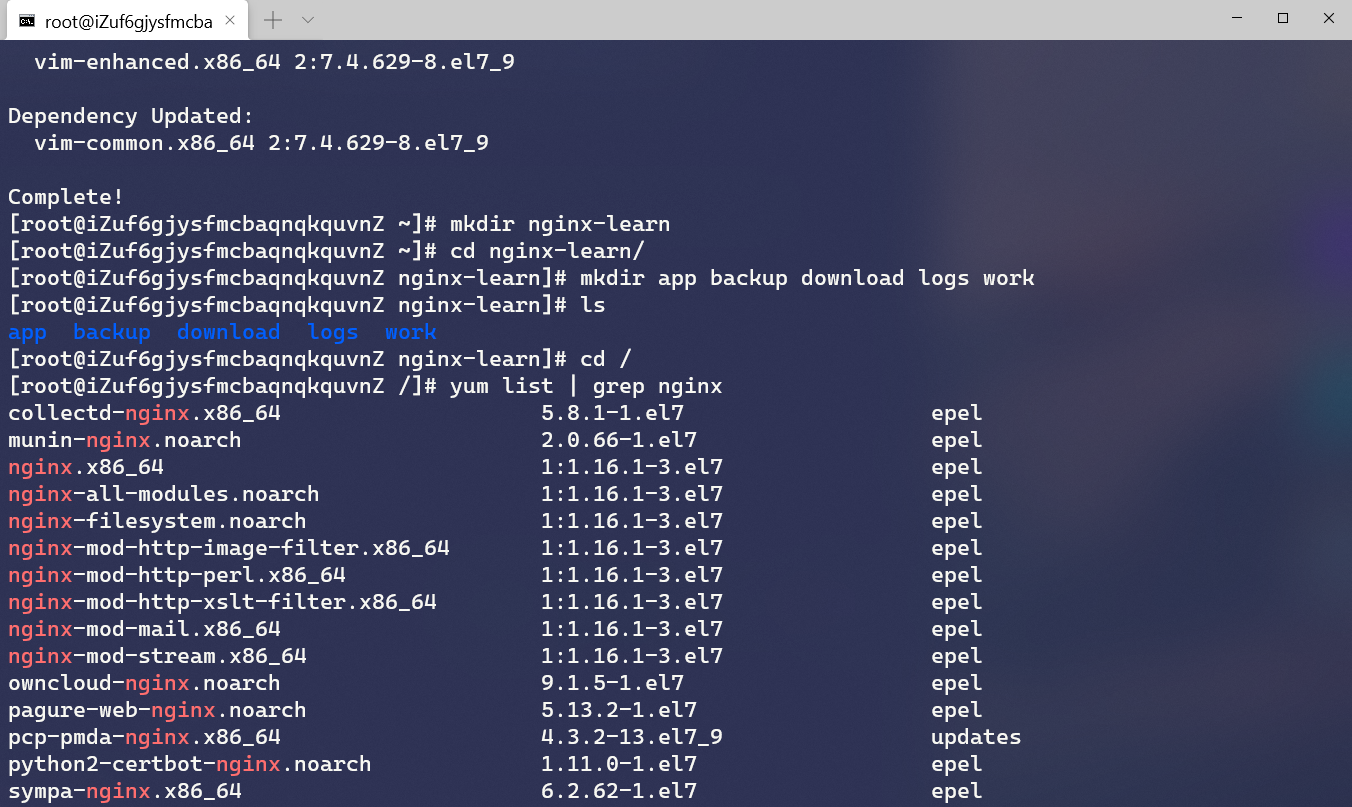 root@iZuf6gjysfmcba
vim-enhanced.x86_64 2:7.4.629-8.el7_9
Dependency Updated:
vim-common.x86_64 2:7.4.629-8.el7_9
Complete!
[root@iZuf6gjysfmcbaqnqkquvnZ ~]# mkdir nginx-learn
[root@iZuf6gjysfmcbaqnqkquvnZ ~]# cd nginx-learn/
[root@iZuf6gjysfmcbaqnqkquvnZ nginx-learn]# mkdir app backup download logs work
[root@iZuf6gjysfmcbaqnqkquvnZ nginx-learn]# ls
app backup download logs work
[root@iZuf6gjysfmcbaqnqkquvnZ nginx-learn]# cd /
[root@iZuf6gjysfmcbaqnqkquvnZ /]# yum list | grep nginx
collectd-nginx.x86_64 5.8.1-1.el7 epel
munin-nginx.noarch 2.0.66-1.el7 epel
nginx.x86_64 1:1.16.1-3.el7 epel
nginx-all-modules.noarch 1:1.16.1-3.el7 epel
nginx-filesystem.noarch 1:1.16.1-3.el7 epel
nginx-mod-http-image-filter.x86_64 1:1.16.1-3.el7 epel
nginx-mod-http-perl.x86_64 1:1.16.1-3.el7 epel
nginx-mod-http-xslt-filter.x86_64 1:1.16.1-3.el7 epel
nginx-mod-mail.x86_64 1:1.16.1-3.el7 epel
nginx-mod-stream.x86_64 1:1.16.1-3.el7 epel
owncloud-nginx.noarch 9.1.5-1.el7 epel
pagure-web-nginx.noarch 5.13.2-1.el7 epel
pcp-pmda-nginx.x86_64 4.3.2-13.el7_9 updates
python2-certbot-nginx.noarch 1.11.0-1.el7 epel
sympa-nginx.x86_64 6.2.62-1.el7 epel